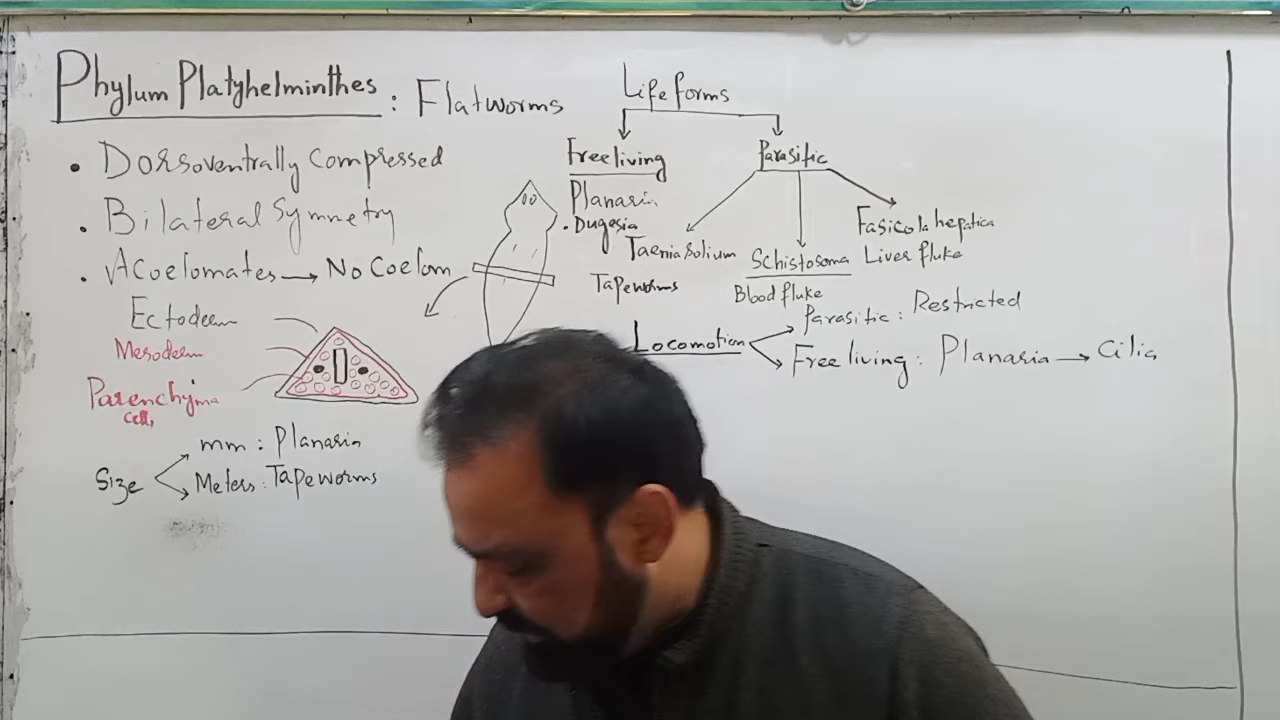 Phylum Platyhelminthes : Flatworms
• Dorsoventrally Compressed
• Bilateral Symmetry
• Acoelomates → No Coelom
Ectoderm
Mesoderm
Parenchyma
Cells
Size
mm : Planaria
Meters : Tapeworms
Life forms
Free living
Planaria
• Dugesia
Parasitic
Taenia solium
Tapeworms
Schistosoma
Blood fluke
Fasicola hepatica
Liver fluke
Locomotion
Parasitic : Restricted
Free living : Planaria → Cilia